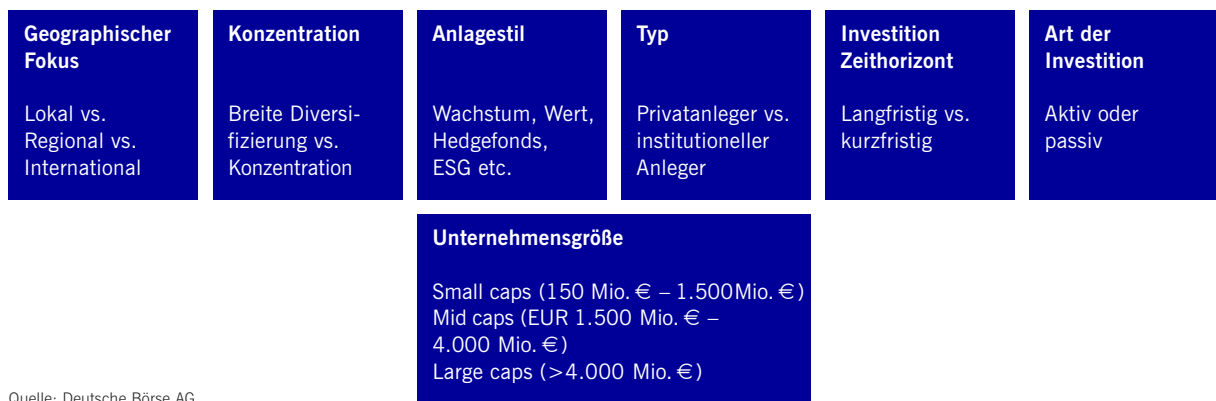 Geographischer
Fokus
Lokal vs.
Regional vs.
International
Konzentration
Breite Diversi-
fizierung vs.
Konzentration
Anlagestil
Wachstum, Wert,
Hedgefonds,
ESG etc.
Typ
Privatanleger vs.
institutioneller
Anleger
Investition
Zeithorizont
Langfristig vs.
kurzfristig
Art der
Investition
Aktiv oder
passiv
Unternehmensgröße
Small caps (150 Mio. € – 1.500Mio. €)
Mid caps (EUR 1.500 Mio. € –
4.000 Mio. €)
Large caps (>4.000 Mio. €)
Quelle: Deutsche Börse AG